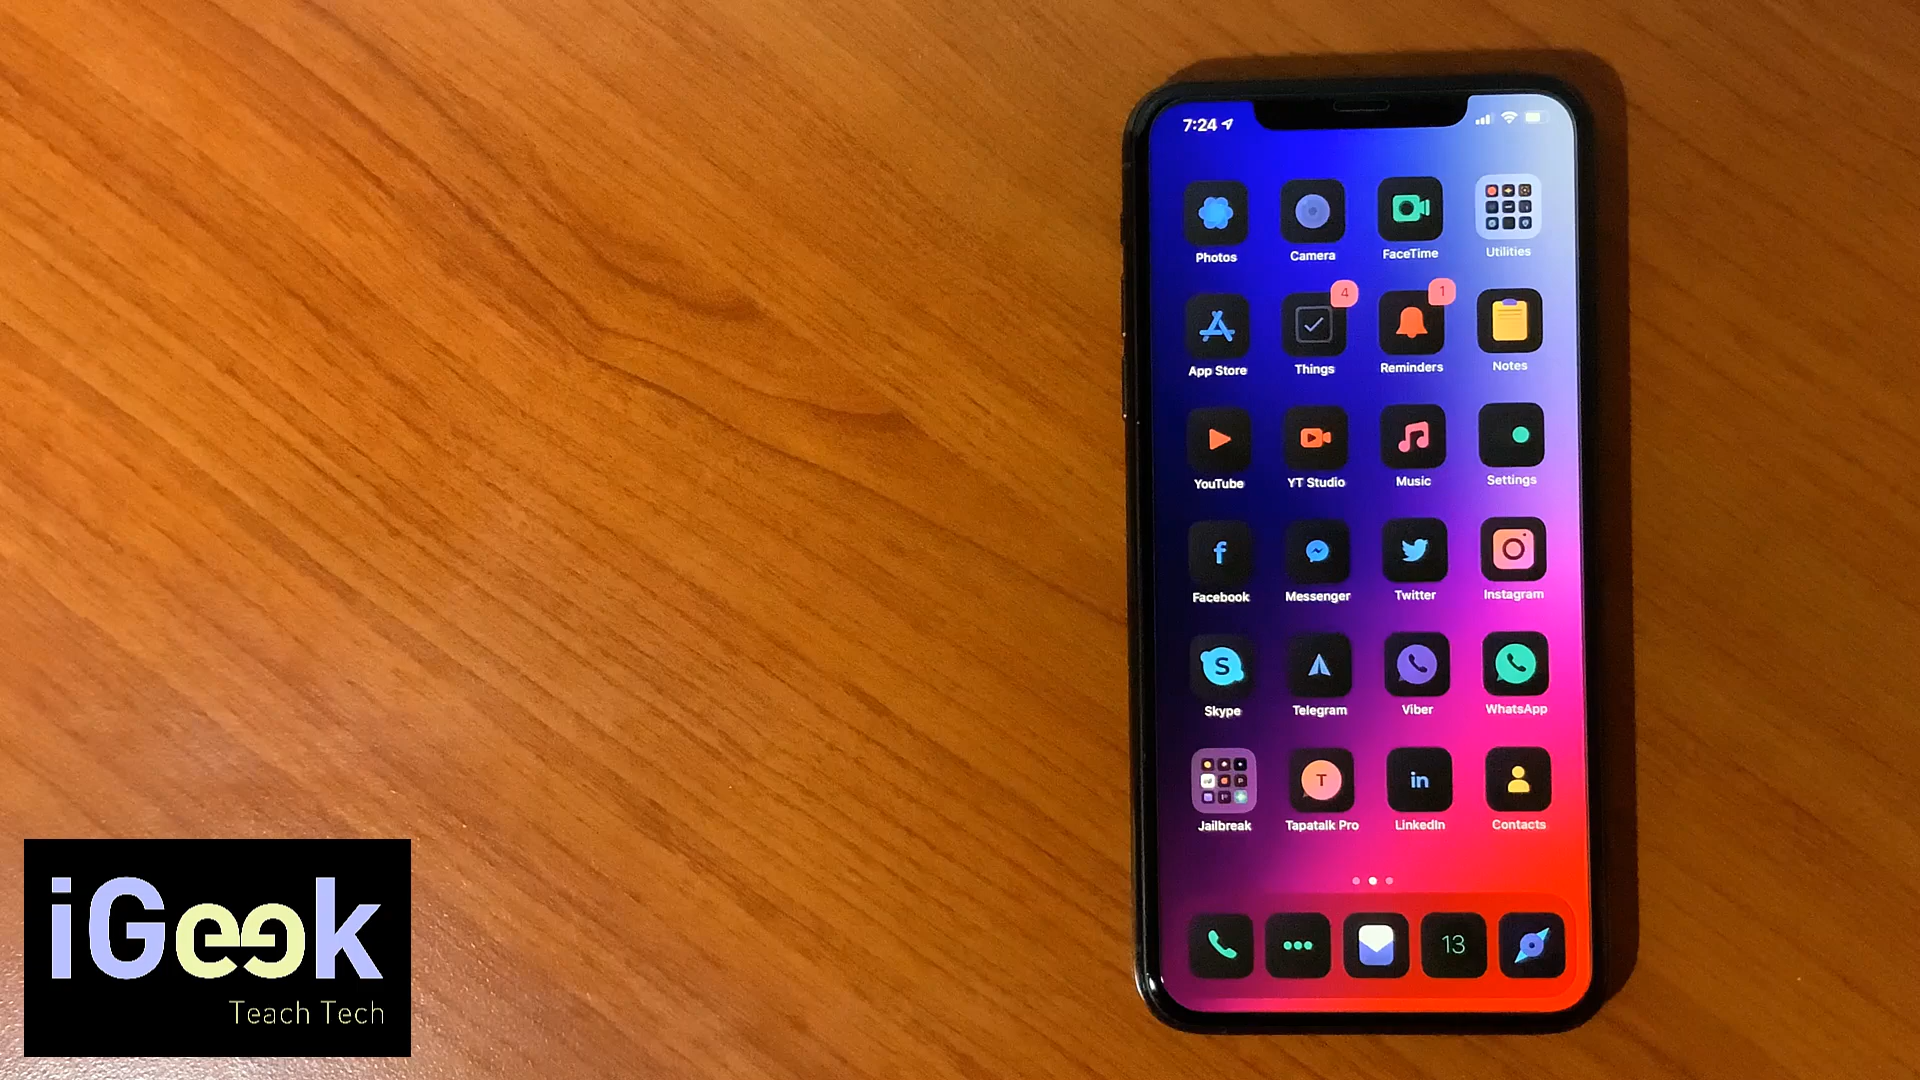 7:24
Photos
Camera
FaceTime
Utilities
4
1
App Store
Things
Reminders
Notes
YouTube
YT Studio
Music
Settings
f
Facebook
Messenger
Twitter
Instagram
S
Skype
Telegram
Viber
WhatsApp
T
in
Jailbreak
Tapatalk Pro
LinkedIn
Contacts
13
iGeek
Teach Tech